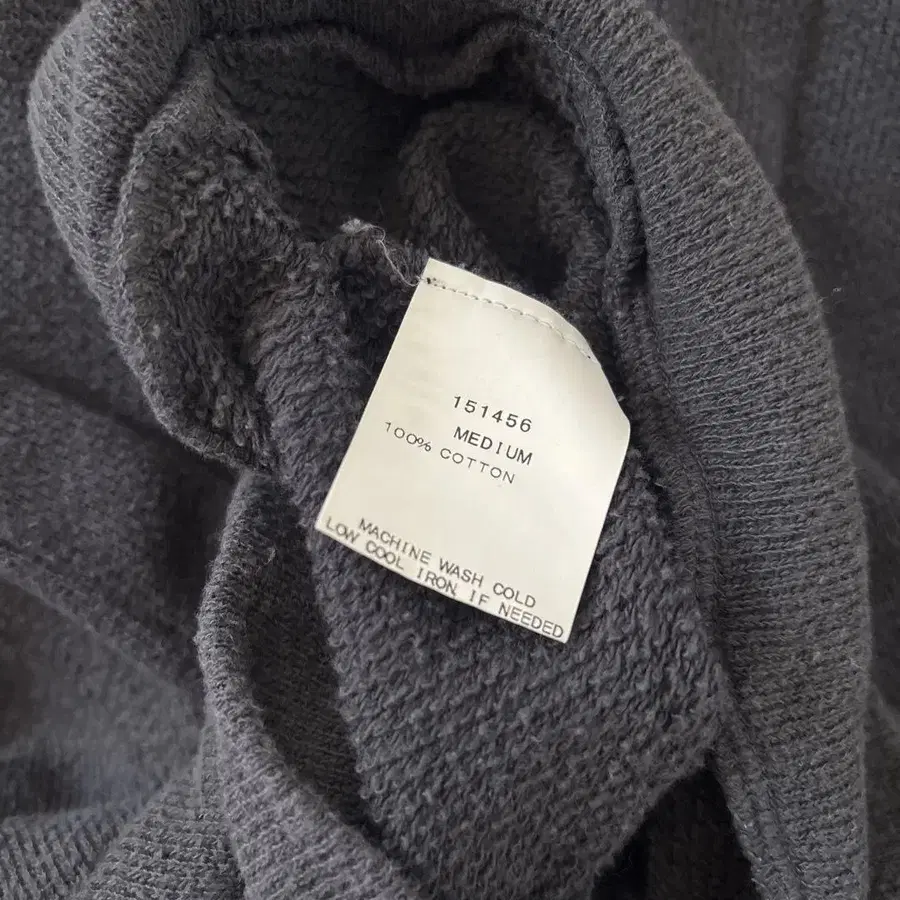 151456
MEDIUM
100% COTTON
MACHINE WASH COLD
LOW COOL IRON IF NEEDED